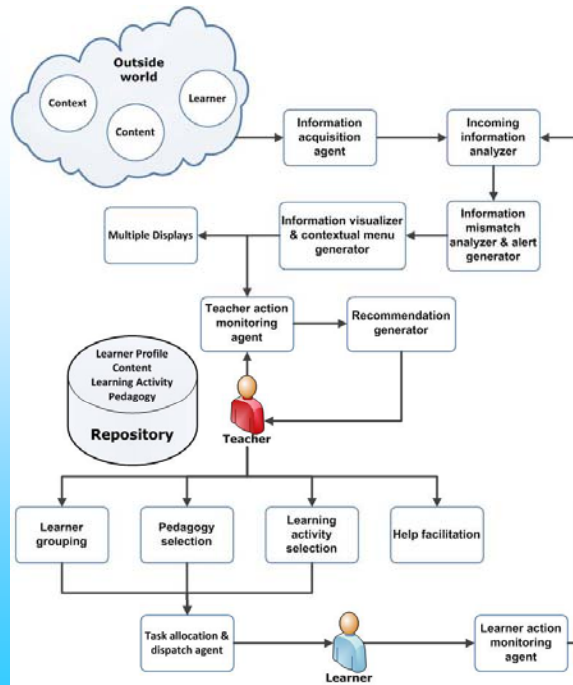 Outside
world
Context
Learner
Content
Information
acquisition
agent
Incoming
information
analyzer
Multiple Displays
Information visualizer
& contextual menu
generator
Information
mismatch
analyzer & alert
generator
Teacher action
monitoring
agent
Recommendation
generator
Learner Profile
Content
Learning Activity
Pedagogy
Repository
Teacher
Learner
grouping
Pedagogy
selection
Learning
activity
selection
Help facilitation
Task allocation &
dispatch agent
Learner
Learner action
monitoring
agent